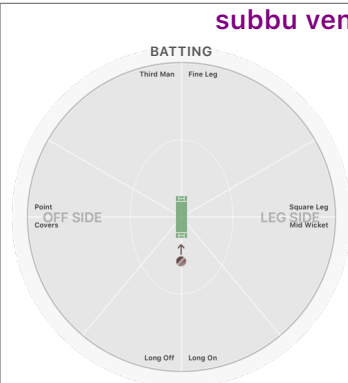 subbu ven
BATTING
Third Man Fine Leg
Point Square Leg
OFF SIDE LEG SIDE
Covers Mid Wicket
Long Off Long On